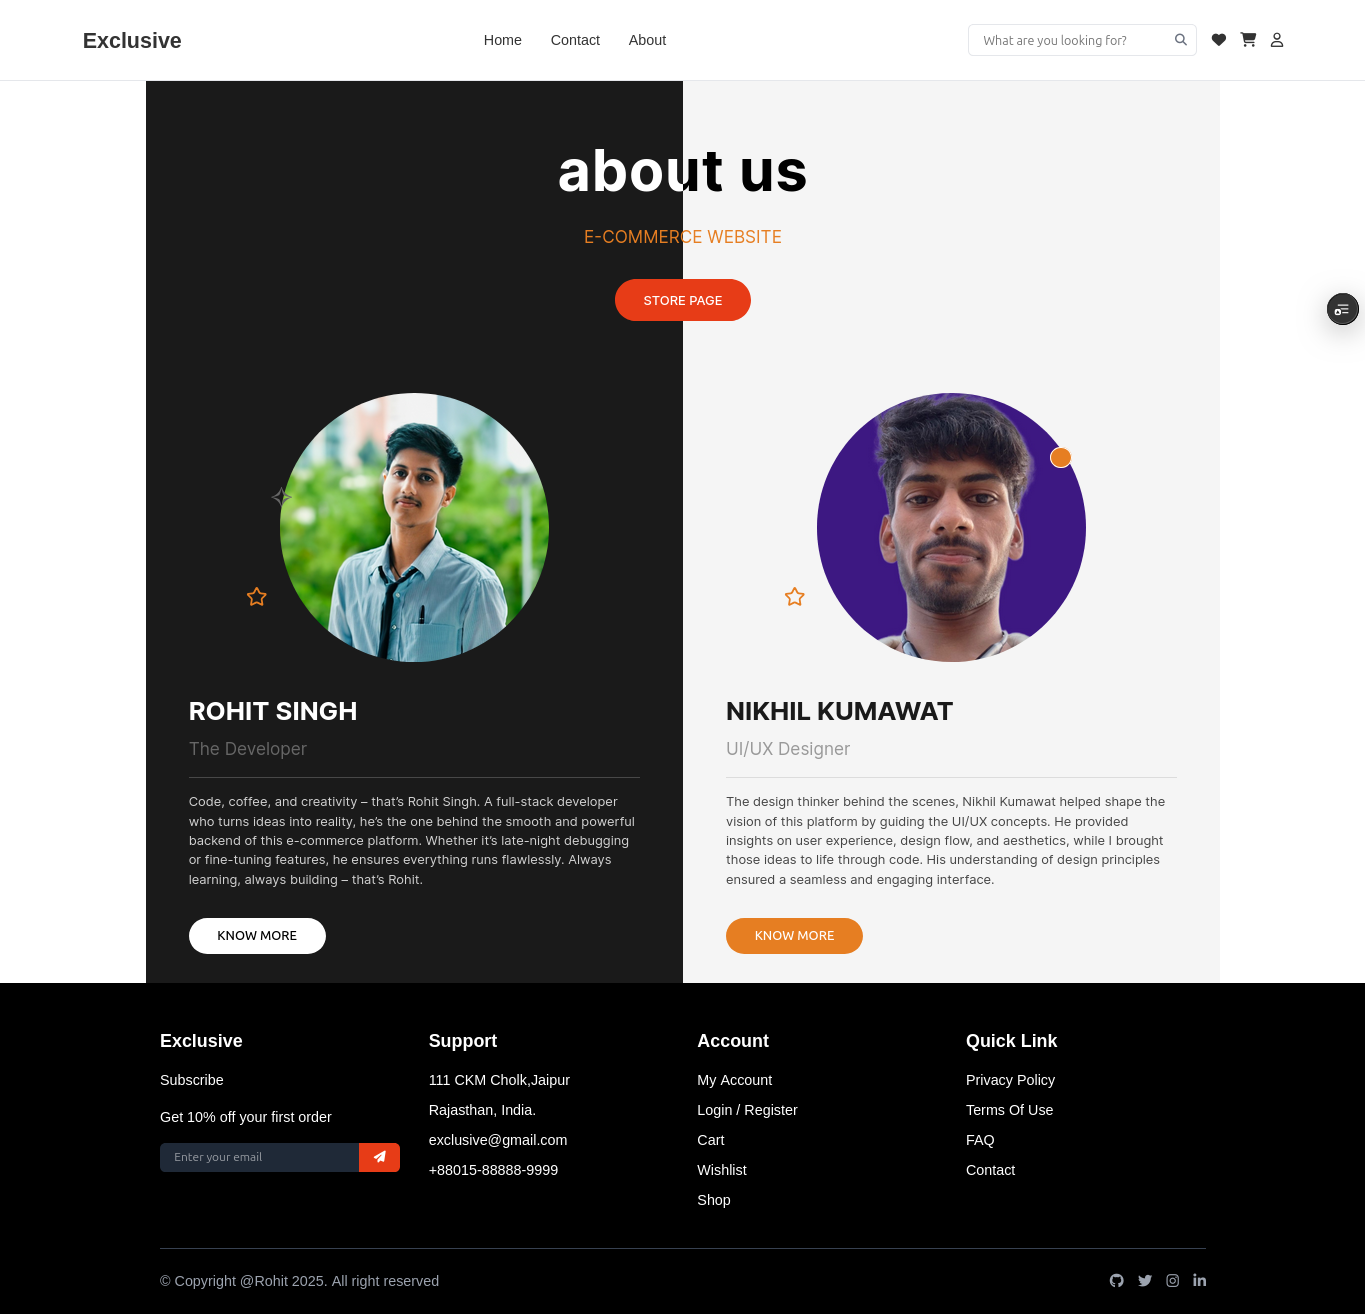 Exclusive
Home
Contact
About
What are you looking for?
about us
E-COMMERCE WEBSITE
STORE PAGE
ROHIT SINGH
The Developer
Code, coffee, and creativity – that’s Rohit Singh. A full-stack developer
who turns ideas into reality, he’s the one behind the smooth and powerful
backend of this e-commerce platform. Whether it’s late-night debugging
or fine-tuning features, he ensures everything runs flawlessly. Always
learning, always building – that’s Rohit.
KNOW MORE
NIKHIL KUMAWAT
UI/UX Designer
The design thinker behind the scenes, Nikhil Kumawat helped shape the
vision of this platform by guiding the UI/UX concepts. He provided
insights on user experience, design flow, and aesthetics, while I brought
those ideas to life through code. His understanding of design principles
ensured a seamless and engaging interface.
KNOW MORE
Exclusive
Subscribe
Get 10% off your first order
Enter your email
Support
111 CKM Cholk,Jaipur
Rajasthan, India.
exclusive@gmail.com
+88015-88888-9999
Account
My Account
Login / Register
Cart
Wishlist
Shop
Quick Link
Privacy Policy
Terms Of Use
FAQ
Contact
© Copyright @Rohit 2025. All right reserved